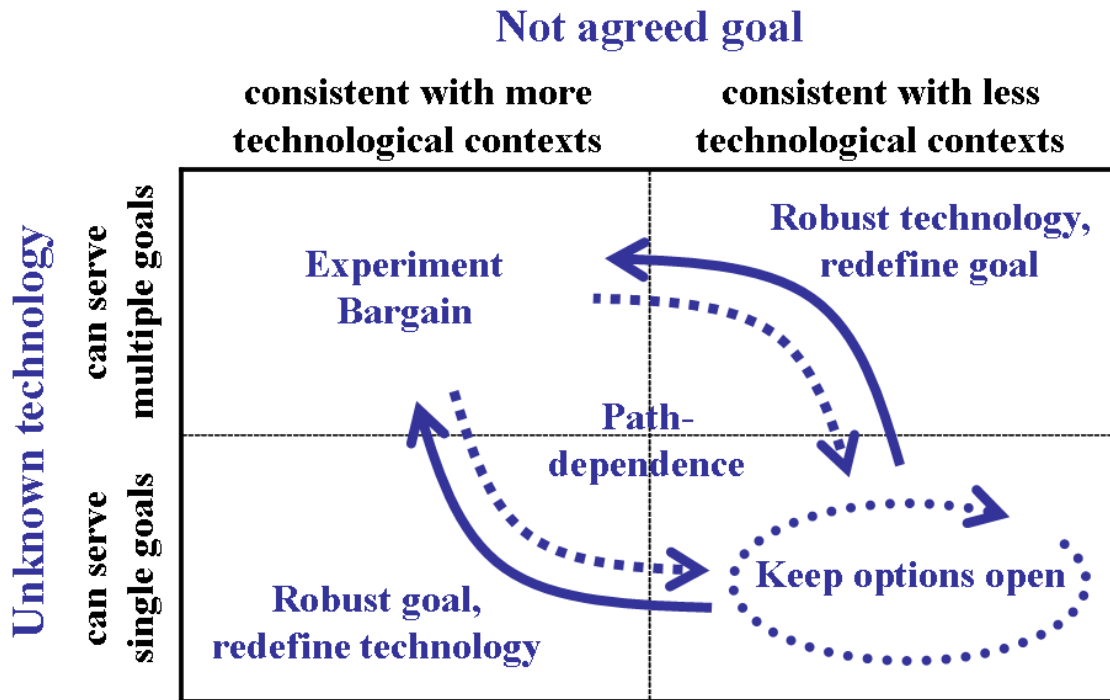 Not agreed goal
consistent with more
technological contexts
consistent with less
technological contexts
Unknown technology
can serve
multiple goals
can serve
single goals
Experiment
Bargain
Robust technology,
redefine goal
Path-
dependence
Robust goal,
redefine technology
Keep options open